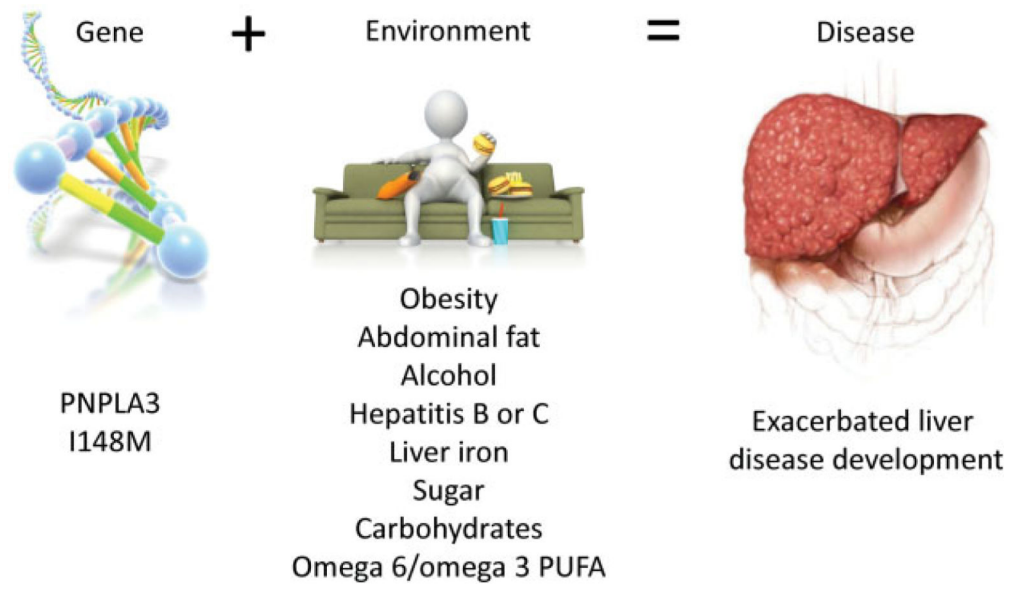 Gene
+
Environment
=
Disease
PNPLA3
I148M
Obesity
Abdominal fat
Alcohol
Hepatitis B or C
Liver iron
Sugar
Carbohydrates
Omega 6/omega 3 PUFA
Exacerbated liver
disease development